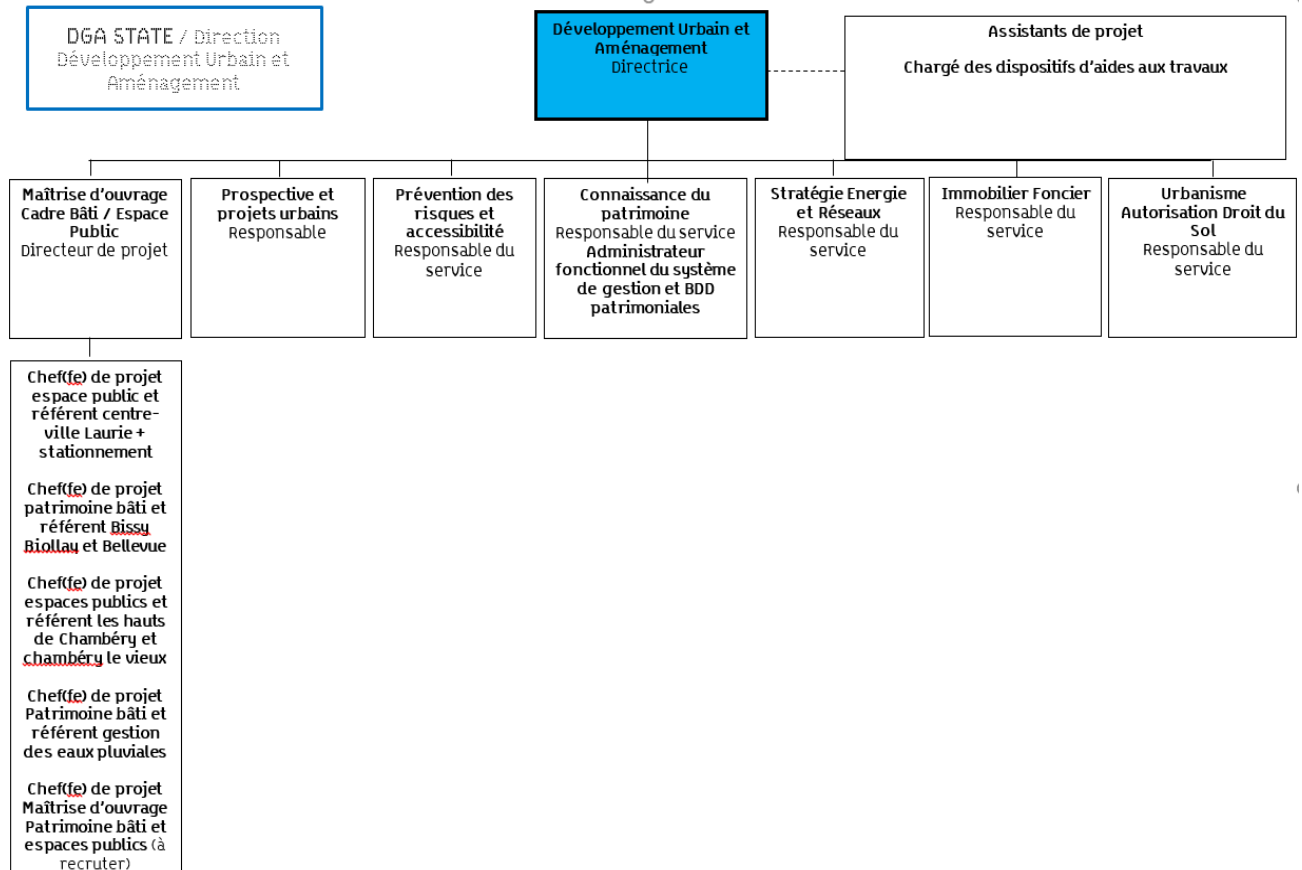 DGA STATE / Direction
Développement Urbain et
Aménagement
Développement Urbain et
Aménagement
Directrice
Assistants de projet
Chargé des dispositifs d'aides aux travaux
Maîtrise d'ouvrage
Cadre Bâti / Espace
Public
Directeur de projet
Prospective et
projets urbains
Responsable
Prévention des
risques et
accessibilité
Responsable du
service
Connaissance du
patrimoine
Responsable du service
Administrateur
fonctionnel du système
de gestion et BDD
patrimoniales
Stratégie Energie
et Réseaux
Responsable du
service
Immobilier Foncier
Responsable du
service
Urbanisme
Autorisation Droit du
Sol
Responsable du
service
Chef(fe) de projet
espace public et
référent centre-
ville Laurie +
stationnement
Chef(fe) de projet
patrimoine bâti et
référent Bissy
Biollay et Bellevue
Chef(fe) de projet
espaces publics et
référent les hauts
de Chambéry et
chambéry le vieux
Chef(fe) de projet
Patrimoine bâti et
référent gestion
des eaux pluviales
Chef(fe) de projet
Maîtrise d'ouvrage
Patrimoine bâti et
espaces publics (à
recruter)